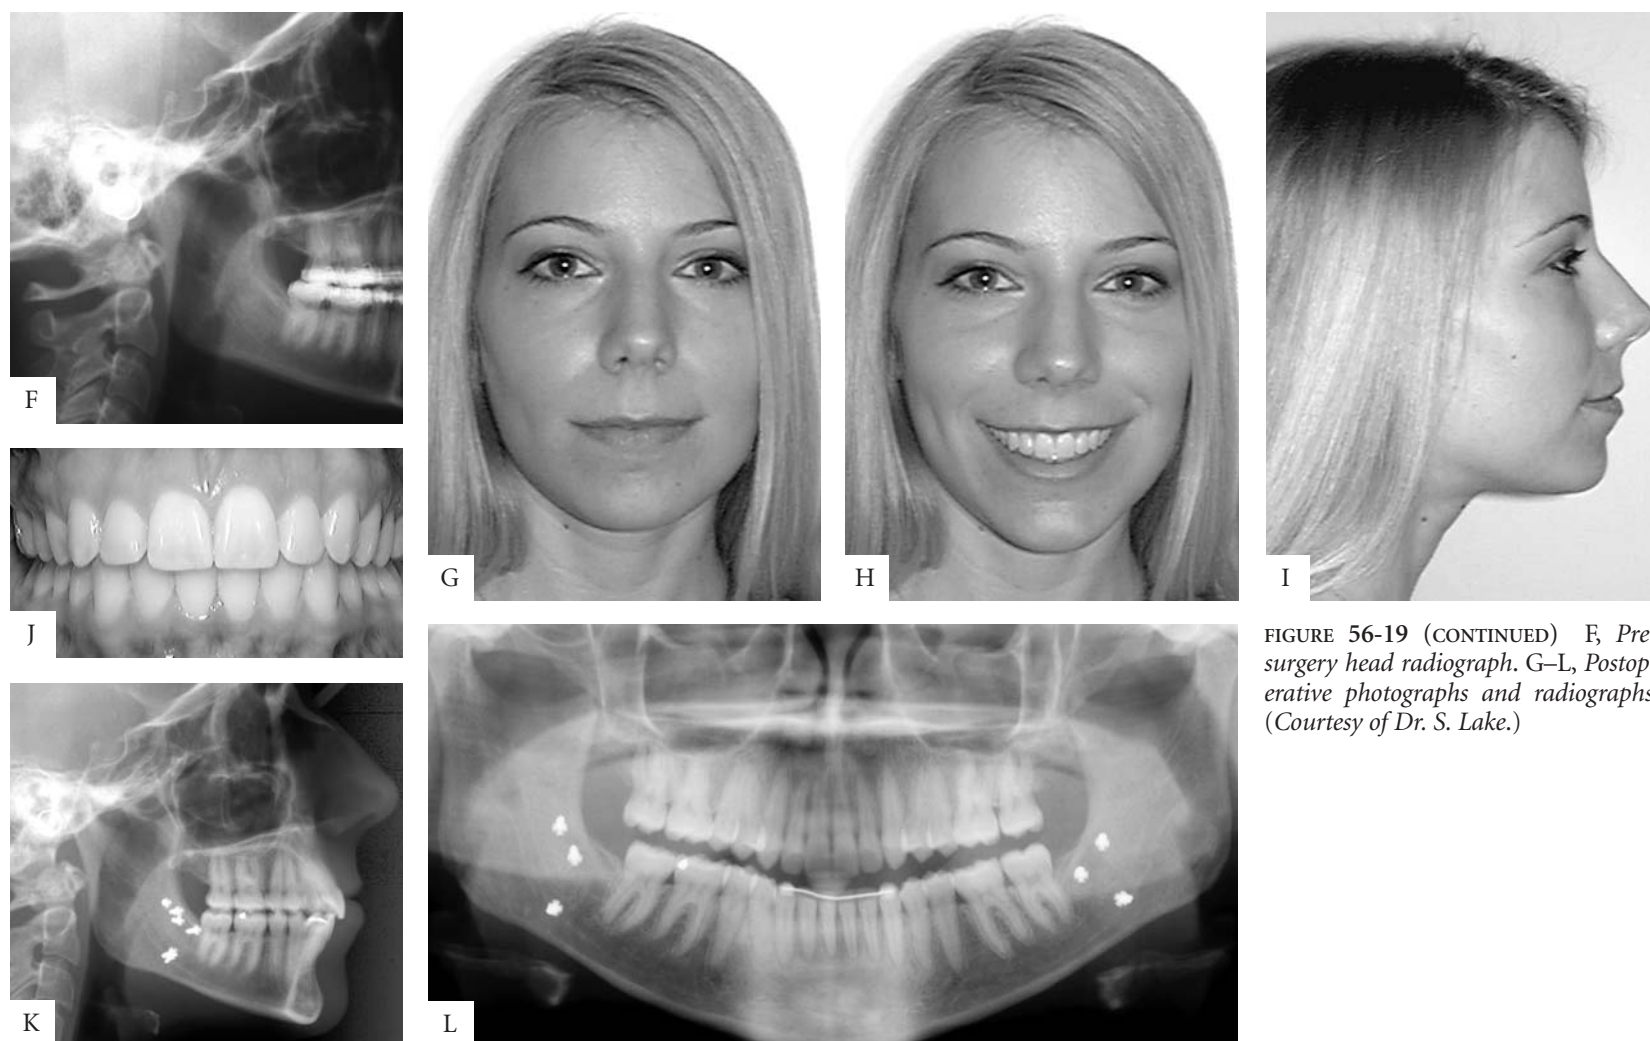 F
G
H
I
J
FIGURE 56-19 (CONTINUED) F, Pre
surgery head radiograph. G–L, Postop
erative photographs and radiographs
(Courtesy of Dr. S. Lake.)
K
L